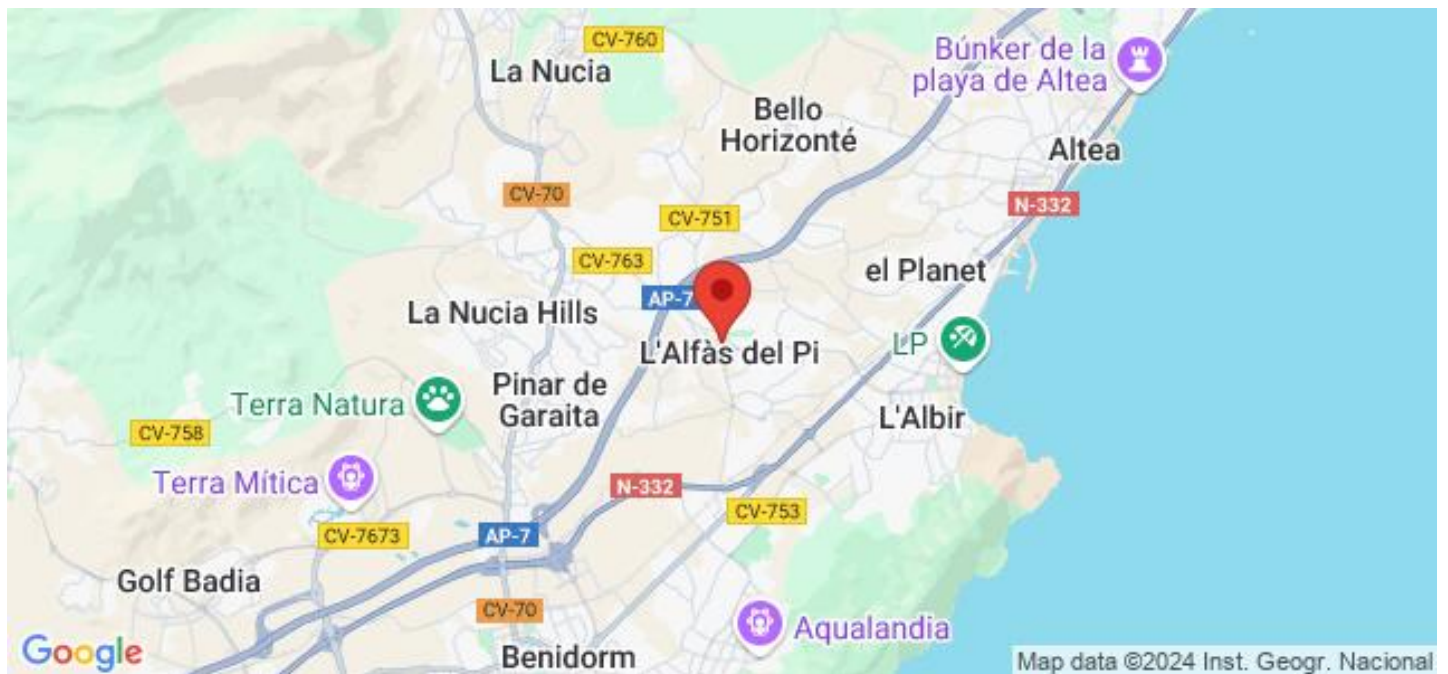 CV-760
La Nucia
Búnker de la
playa de Altea
Bello
Horizonté
Altea
CV-70
N-332
CV-751
CV-763
el Planet
AP-7
La Nucia Hills
LP
L'Alfàs del Pi
Pinar de
Garaita
Terra Natura
L'Albir
CV-758
Terra Mítica
N-332
CV-753
CV-7673
AP-7
Golf Badia
CV-70
Aqualandia
Benidorm
Google
Map data ©2024 Inst. Geogr. Nacional